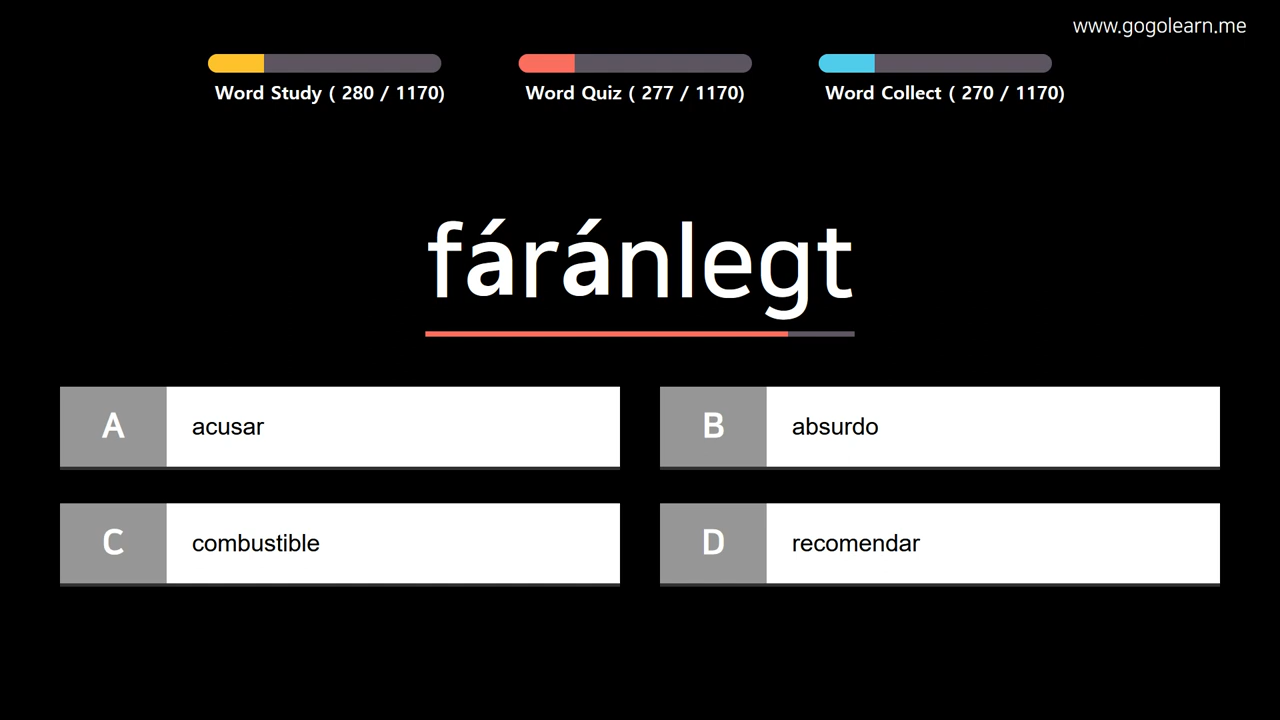 www.gogolearn.me
Word Study ( 280 / 1170)
Word Quiz ( 277 / 1170)
Word Collect ( 270 / 1170)
fáránlegt
A acusar
B absurdo
C combustible
D recomendar